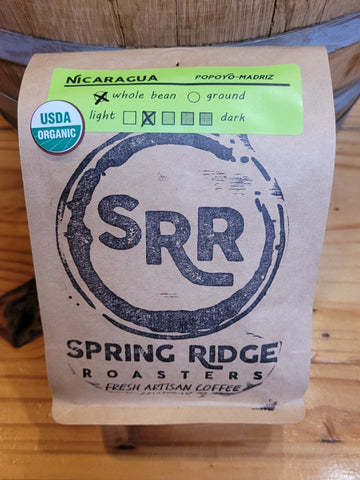 NICARAGUA POPOYO-MADRIZ
whole bean ground
light dark
USDA
ORGANIC
SRR
SPRING RIDGE
ROASTERS
FRESH ARTISAN COFFEE